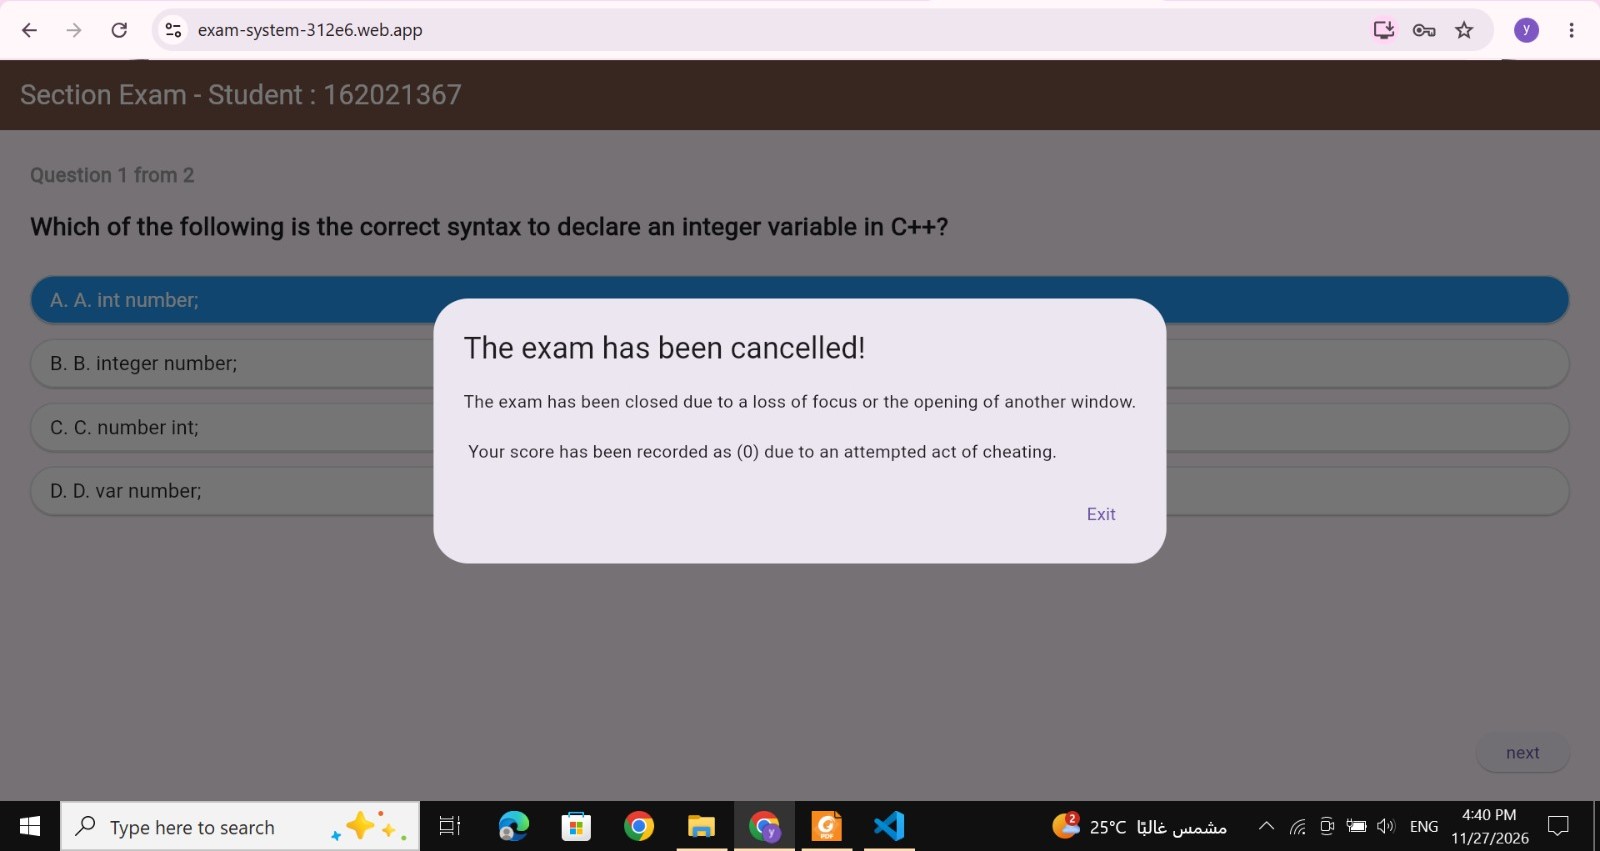 exam-system-312e6.web.app
y
Section Exam - Student : 162021367
Question 1 from 2
Which of the following is the correct syntax to declare an integer variable in C++?
A. A. int number;
B. B. integer number;
C. C. number int;
D. D. var number;
The exam has been cancelled!
The exam has been closed due to a loss of focus or the opening of another window.
Your score has been recorded as (0) due to an attempted act of cheating.
Exit
next
Type here to search
y
G
PDF
2
25°C مشمس غالبًا
ENG
4:40 PM
11/27/2026